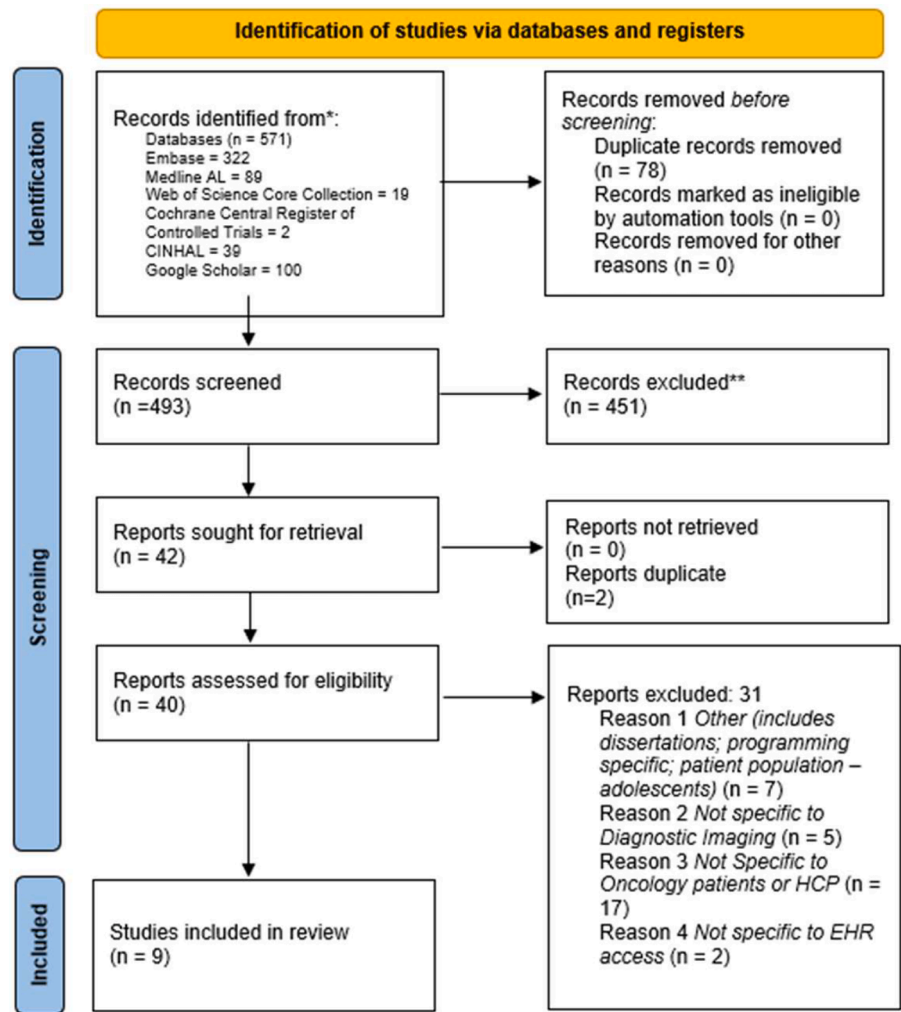 Identification of studies via databases and registers
Identification
Records identified from*:
Databases (n = 571)
Embase = 322
Medline AL = 89
Web of Science Core Collection = 19
Cochrane Central Register of
Controlled Trials = 2
CINHAL = 39
Google Scholar = 100
Records removed before
screening:
Duplicate records removed
(n = 78)
Records marked as ineligible
by automation tools (n = 0)
Records removed for other
reasons (n = 0)
Screening
Records screened
(n =493)
Records excluded**
(n = 451)
Reports sought for retrieval
(n = 42)
Reports not retrieved
(n = 0)
Reports duplicate
(n=2)
Reports assessed for eligibility
(n = 40)
Reports excluded: 31
Reason 1 Other (includes
dissertations; programming
specific; patient population –
adolescents) (n = 7)
Reason 2 Not specific to
Diagnostic Imaging (n = 5)
Reason 3 Not Specific to
Oncology patients or HCP (n =
17)
Reason 4 Not specific to EHR
access (n = 2)
Included
Studies included in review
(n = 9)